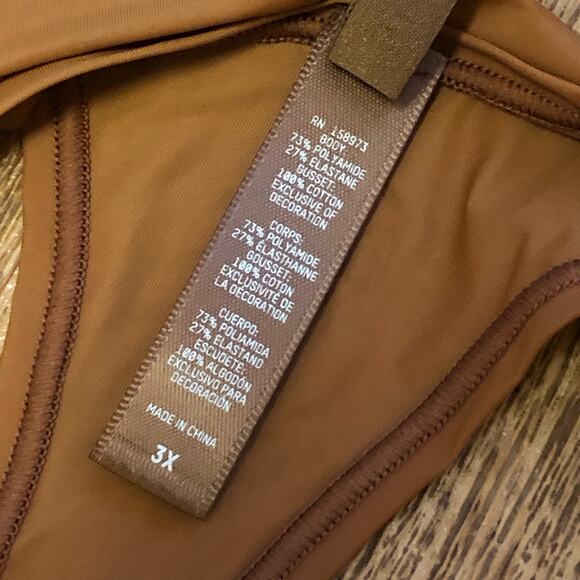 RN 158973
BODY:
73% POLYAMIDE
27% ELASTANE
GUSSET:
100% COTTON
EXCLUSIVE OF
DECORATION
CORPS:
73% POLYAMIDE
27% ÉLASTHANNE
GOUSSET:
100% COTON
EXCLUSIVITÉ DE
LA DÉCORATION
CUERPO:
73% POLIAMIDA
27% ELASTANO
ESCUDETE:
100% ALGODÓN
EXCLUSIVO PARA
DECORACIÓN
MADE IN CHINA
3X